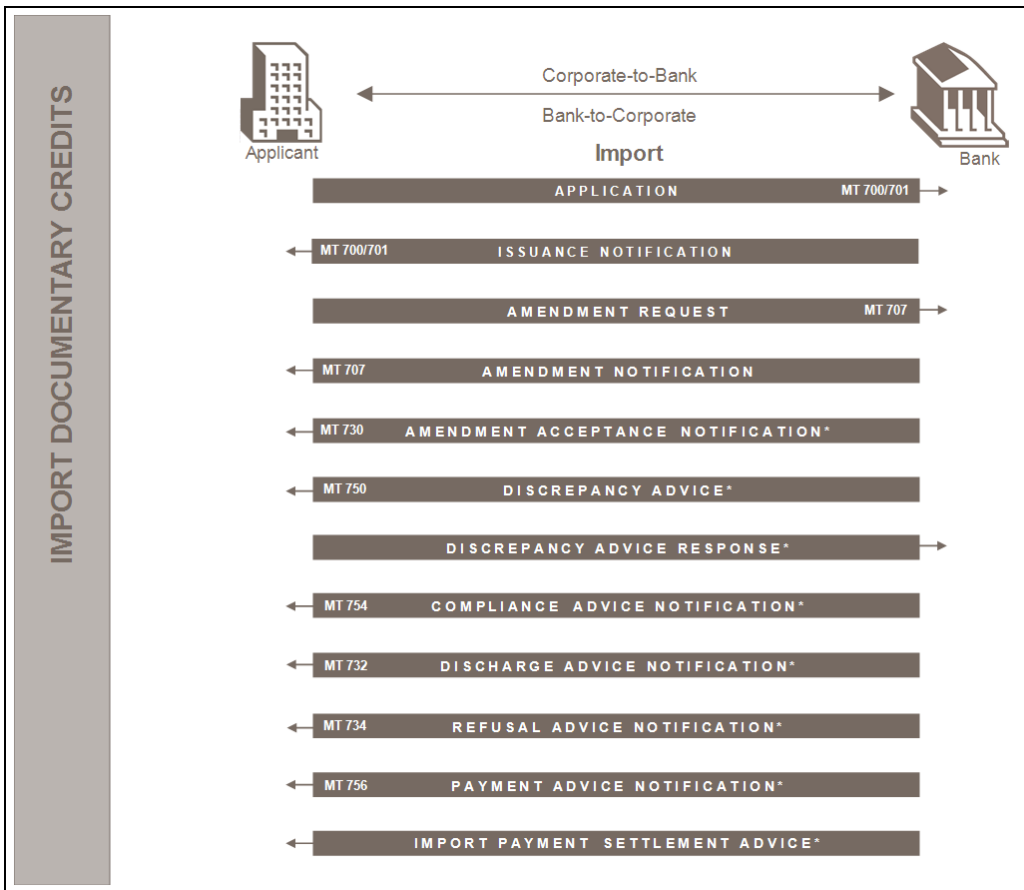 IMPORT DOCUMENTARY CREDITS
Corporate-to-Bank
Bank-to-Corporate
Applicant
Import
Bank
APPLICATION MT 700/701
MT 700/701 ISSUANCE NOTIFICATION
AMENDMENT REQUEST MT 707
MT 707 AMENDMENT NOTIFICATION
MT 730 AMENDMENT ACCEPTANCE NOTIFICATION*
MT 750 DISCREPANCY ADVICE*
DISCREPANCY ADVICE RESPONSE*
MT 754 COMPLIANCE ADVICE NOTIFICATION*
MT 732 DISCHARGE ADVICE NOTIFICATION*
MT 734 REFUSAL ADVICE NOTIFICATION*
MT 756 PAYMENT ADVICE NOTIFICATION*
IMPORT PAYMENT SETTLEMENT ADVICE*